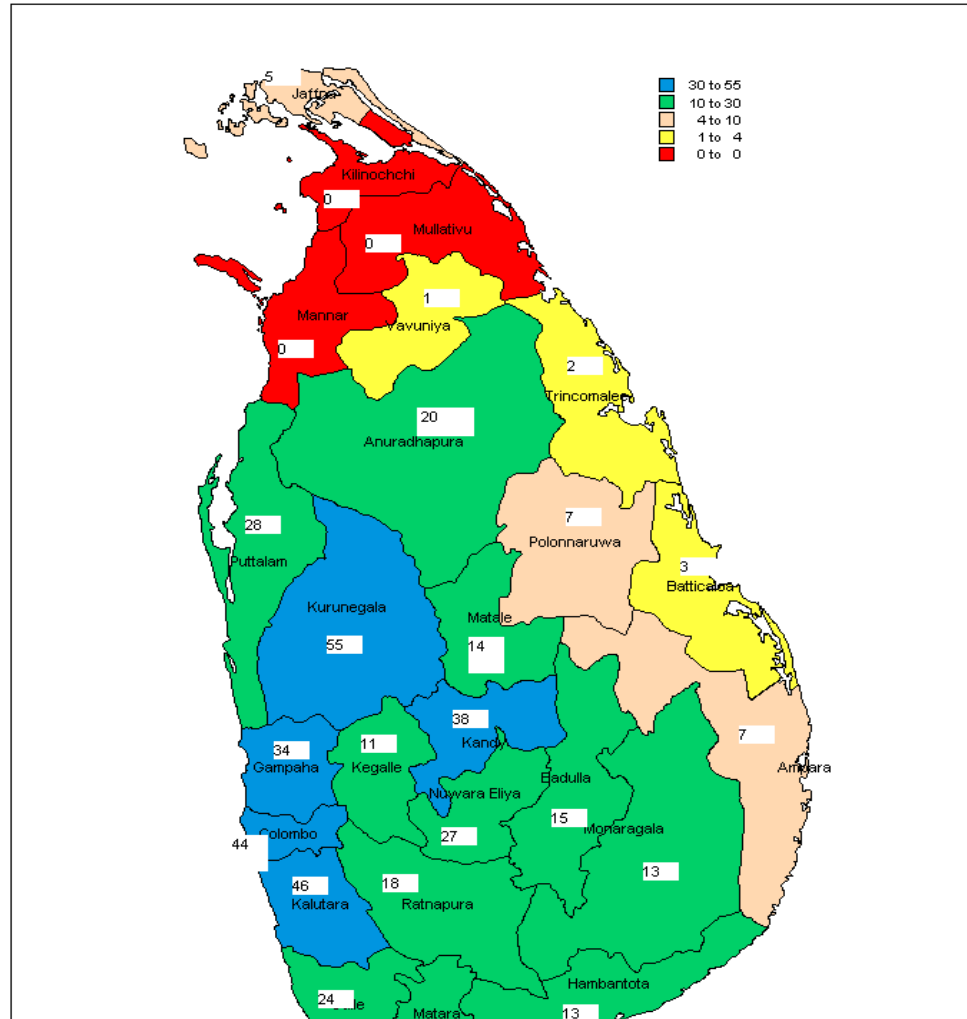 5
Jaffna
30 to 55
10 to 30
4 to 10
1 to 4
0 to 0
Kilinochchi
0
Mullativu
0
1
Mannar
Vavuniya
0
2
Trincomalee
20
Anuradhapura
28
7
Polonnaruwa
Puttalam
3
Batticaloa
Kurunegala
Matale
55
14
38
7
34
11
Kandy
Gampaha
Kegalle
Ampara
Badulla
Nuwara Eliya
15
Monaragala
Colombo
27
44
13
46
18
Kalutara
Ratnapura
Hambantota
24
Galle
Matara
13